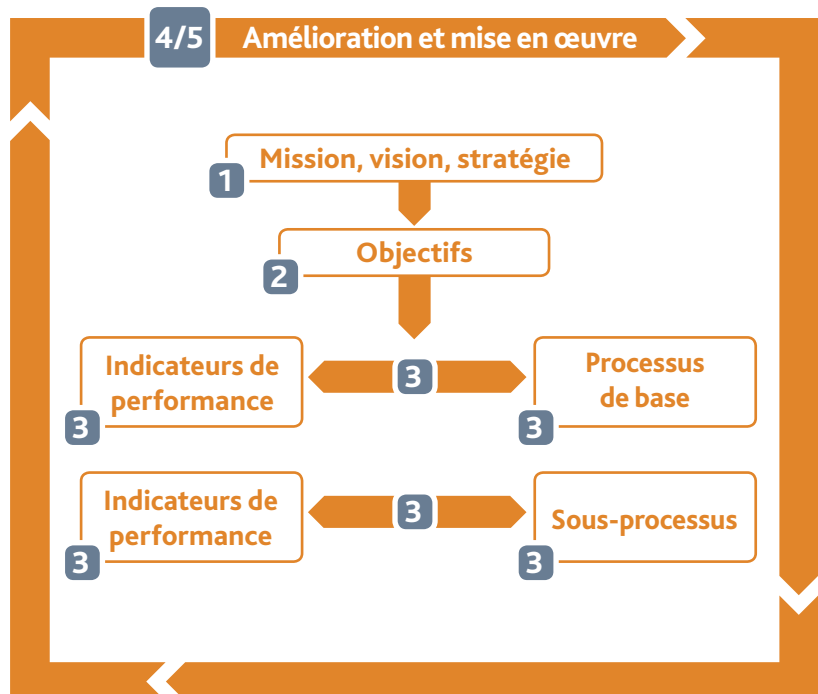 4/5 Amélioration et mise en œuvre
Mission, vision, stratégie
1
Objectifs
2
Indicateurs de
performance
3
3
Processus
de base
3
Indicateurs de
performance
3
3
Sous-processus
3